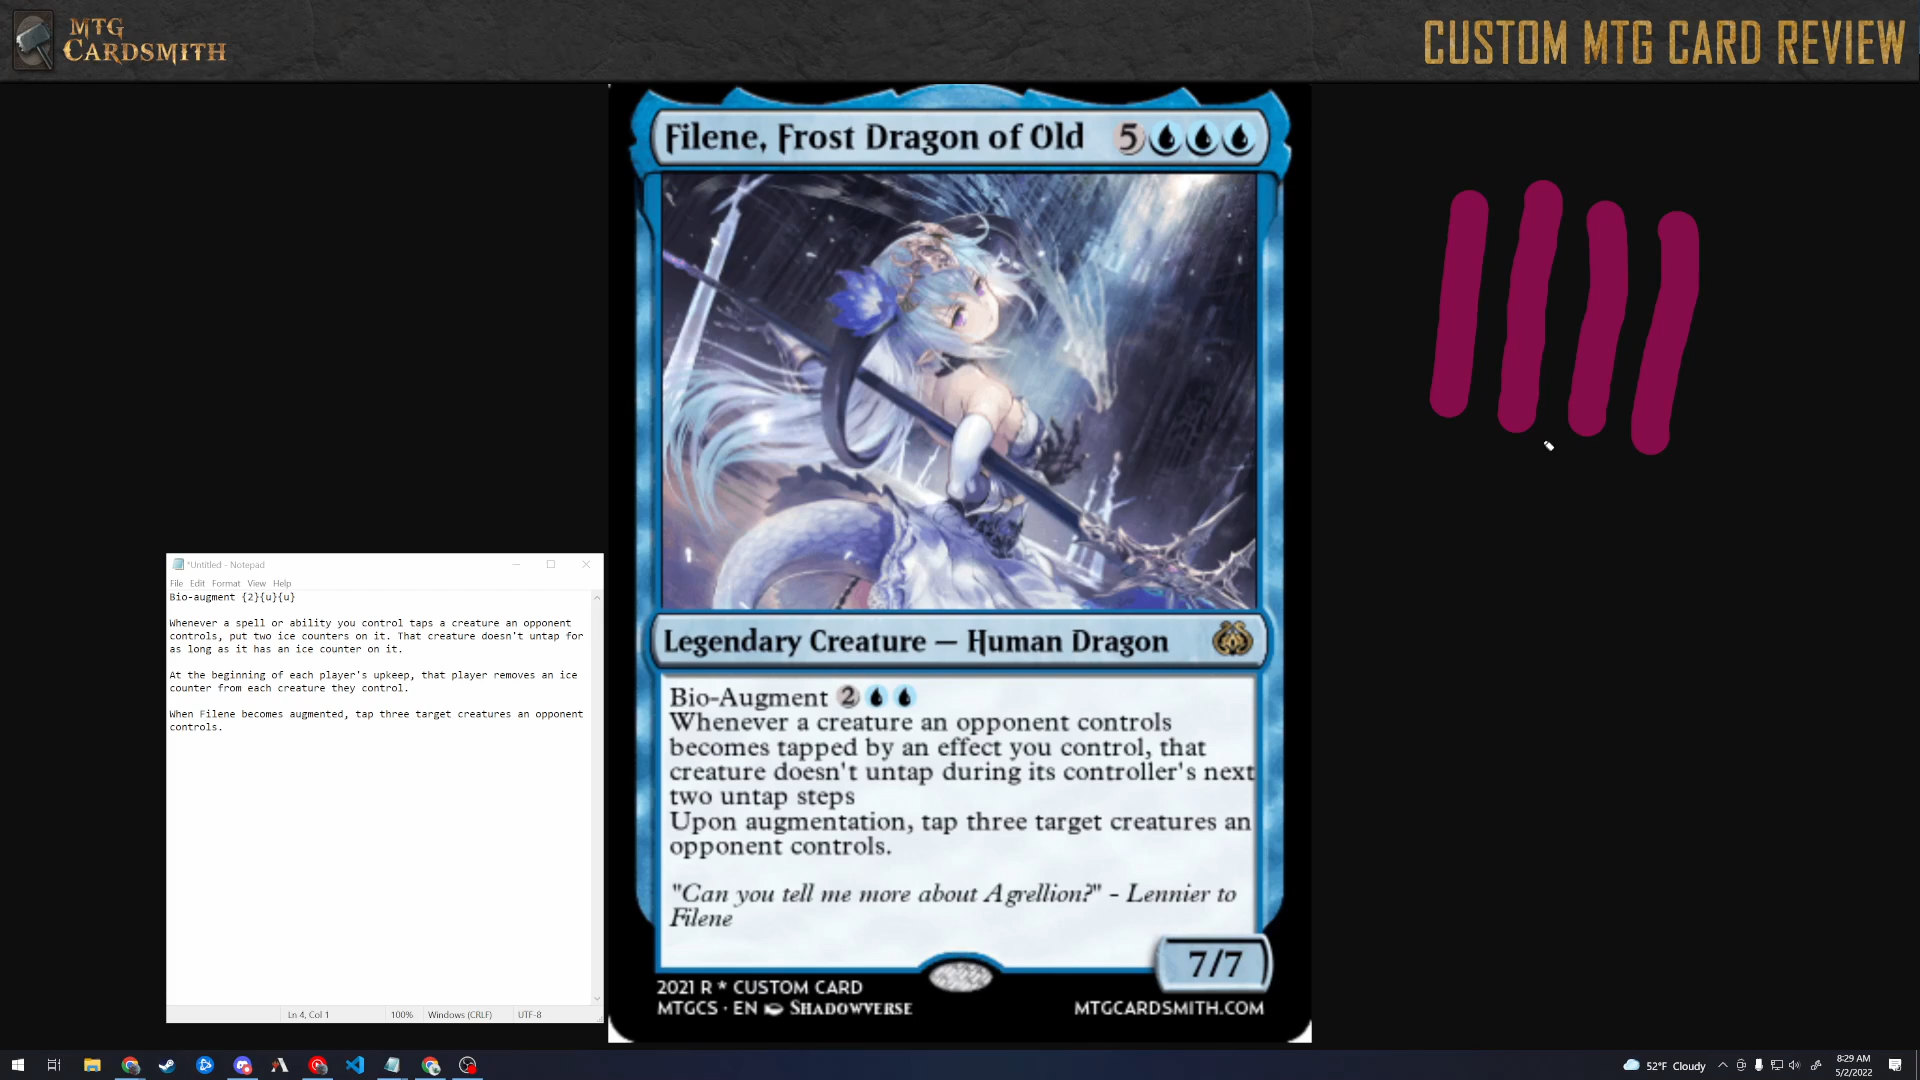 MTG
CARDSMITH
CUSTOM MTG CARD REVIEW
Filene, Frost Dragon of Old 5
Legendary Creature — Human Dragon
Bio-Augment 2
Whenever a creature an opponent controls
becomes tapped by an effect you control, that
creature doesn't untap during its controller's next
two untap steps
Upon augmentation, tap three target creatures an
opponent controls.
"Can you tell me more about Agrellion?" - Lennier to
Filene
7/7
2021 R * CUSTOM CARD
MTGCS · EN SHADOWVERSE
MTGCARDSMITH.COM
*Untitled - Notepad
File Edit Format View Help
Bio-augment {2}{u}{u}
Whenever a spell or ability you control taps a creature an opponent
controls, put two ice counters on it. That creature doesn't untap for
as long as it has an ice counter on it.
At the beginning of each player's upkeep, that player removes an ice
counter from each creature they control.
When Filene becomes augmented, tap three target creatures an opponent
controls.
Ln 4, Col 1 100% Windows (CRLF) UTF-8
52°F Cloudy
8:29 AM
5/2/2022